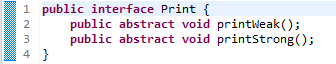 1 public interface Print {
2     public abstract void printWeak();
3     public abstract void printStrong();
4 }